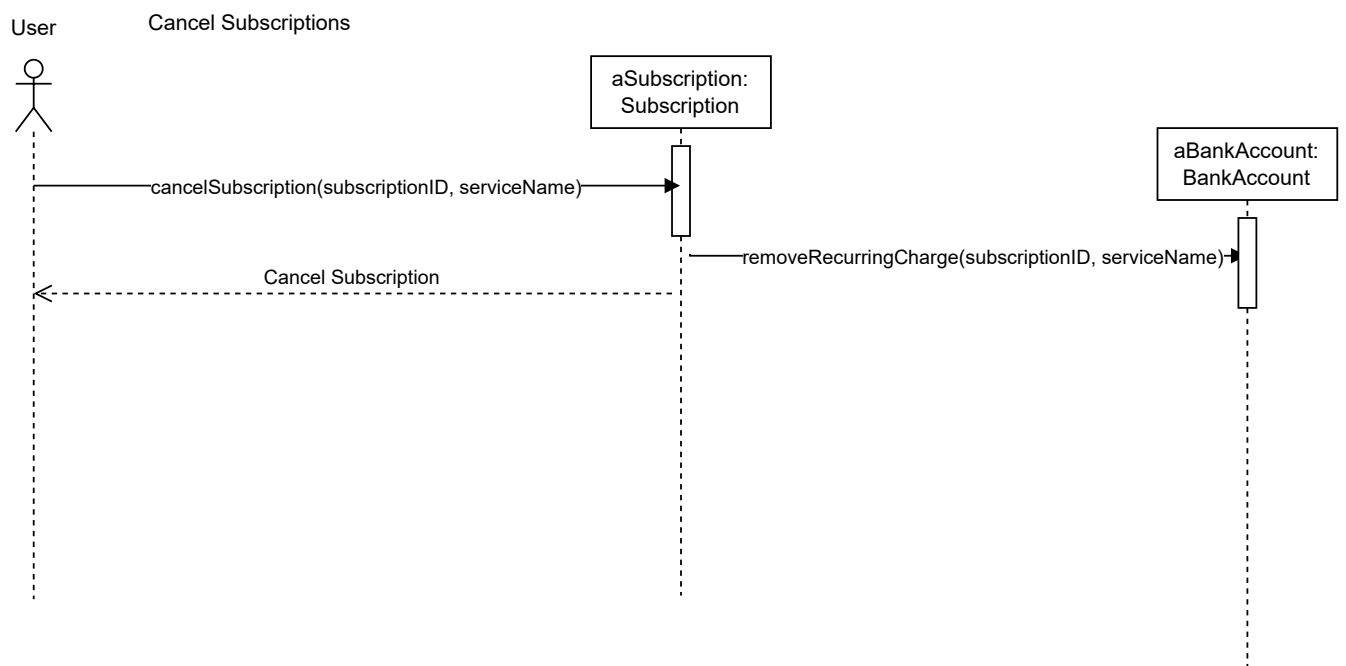 User
Cancel Subscriptions
aSubscription:
Subscription
aBankAccount:
BankAccount
cancelSubscription(subscriptionID, serviceName)
removeRecurringCharge(subscriptionID, serviceName)
Cancel Subscription